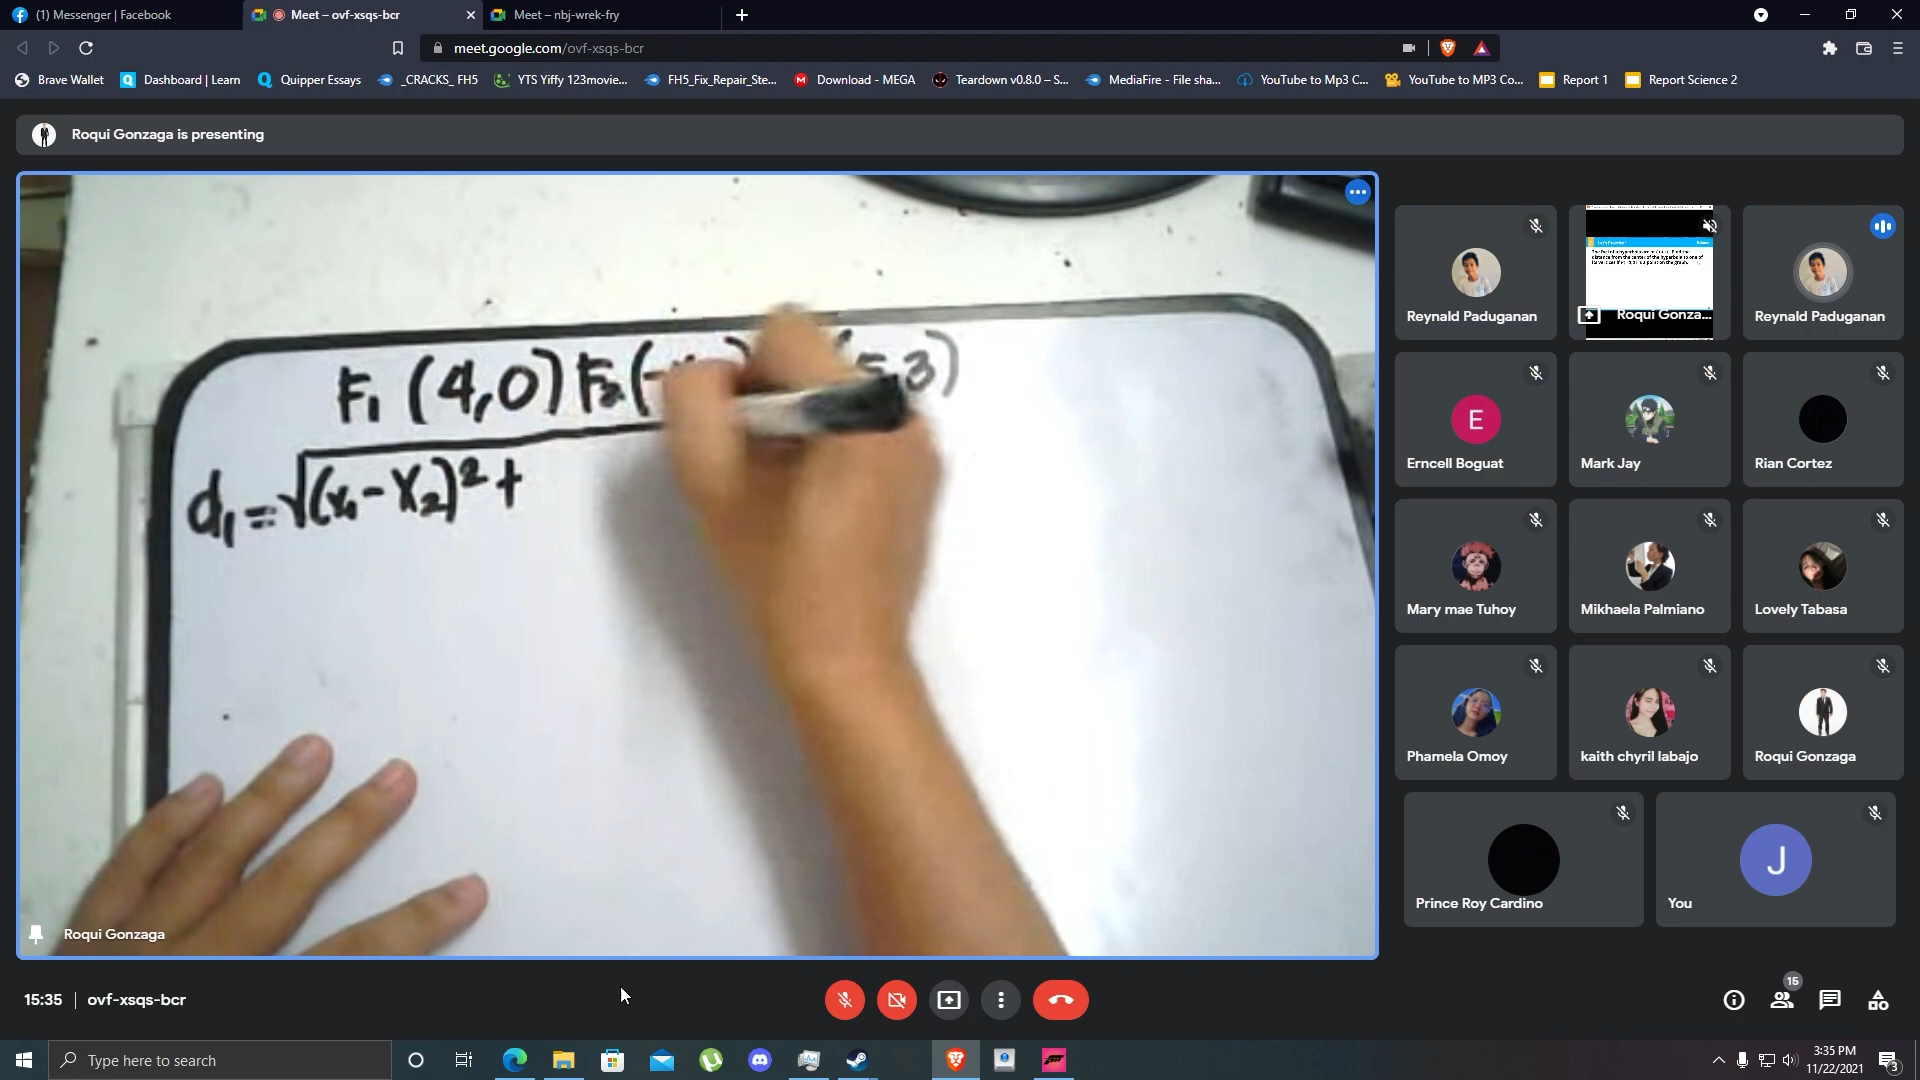 (1) Messenger | Facebook
Meet – ovf-xsqs-bcr
Meet – nbj-wrek-fry
meet.google.com/ovf-xsqs-bcr
Brave Wallet
Dashboard | Learn
Quipper Essays
_CRACKS_ FH5
YTS Yiffy 123movie...
FH5_Fix_Repair_Ste...
Download - MEGA
Teardown v0.8.0 – S...
MediaFire - File sha...
YouTube to Mp3 C...
YouTube to MP3 Co...
Report 1
Report Science 2
Roqui Gonzaga is presenting
F₁ (4,0) F₂ (-
3)
d₁ = √(x₁ - x₂)² +
Roqui Gonzaga
Reynald Paduganan
Roqui Gonza...
Reynald Paduganan
E
Erncell Boguat
Mark Jay
Rian Cortez
Mary mae Tuhoy
Mikhaela Palmiano
Lovely Tabasa
Phamela Omoy
kaith chyril labajo
Roqui Gonzaga
Prince Roy Cardino
J
You
15:35 | ovf-xsqs-bcr
15
Type here to search
3:35 PM
11/22/2021
3